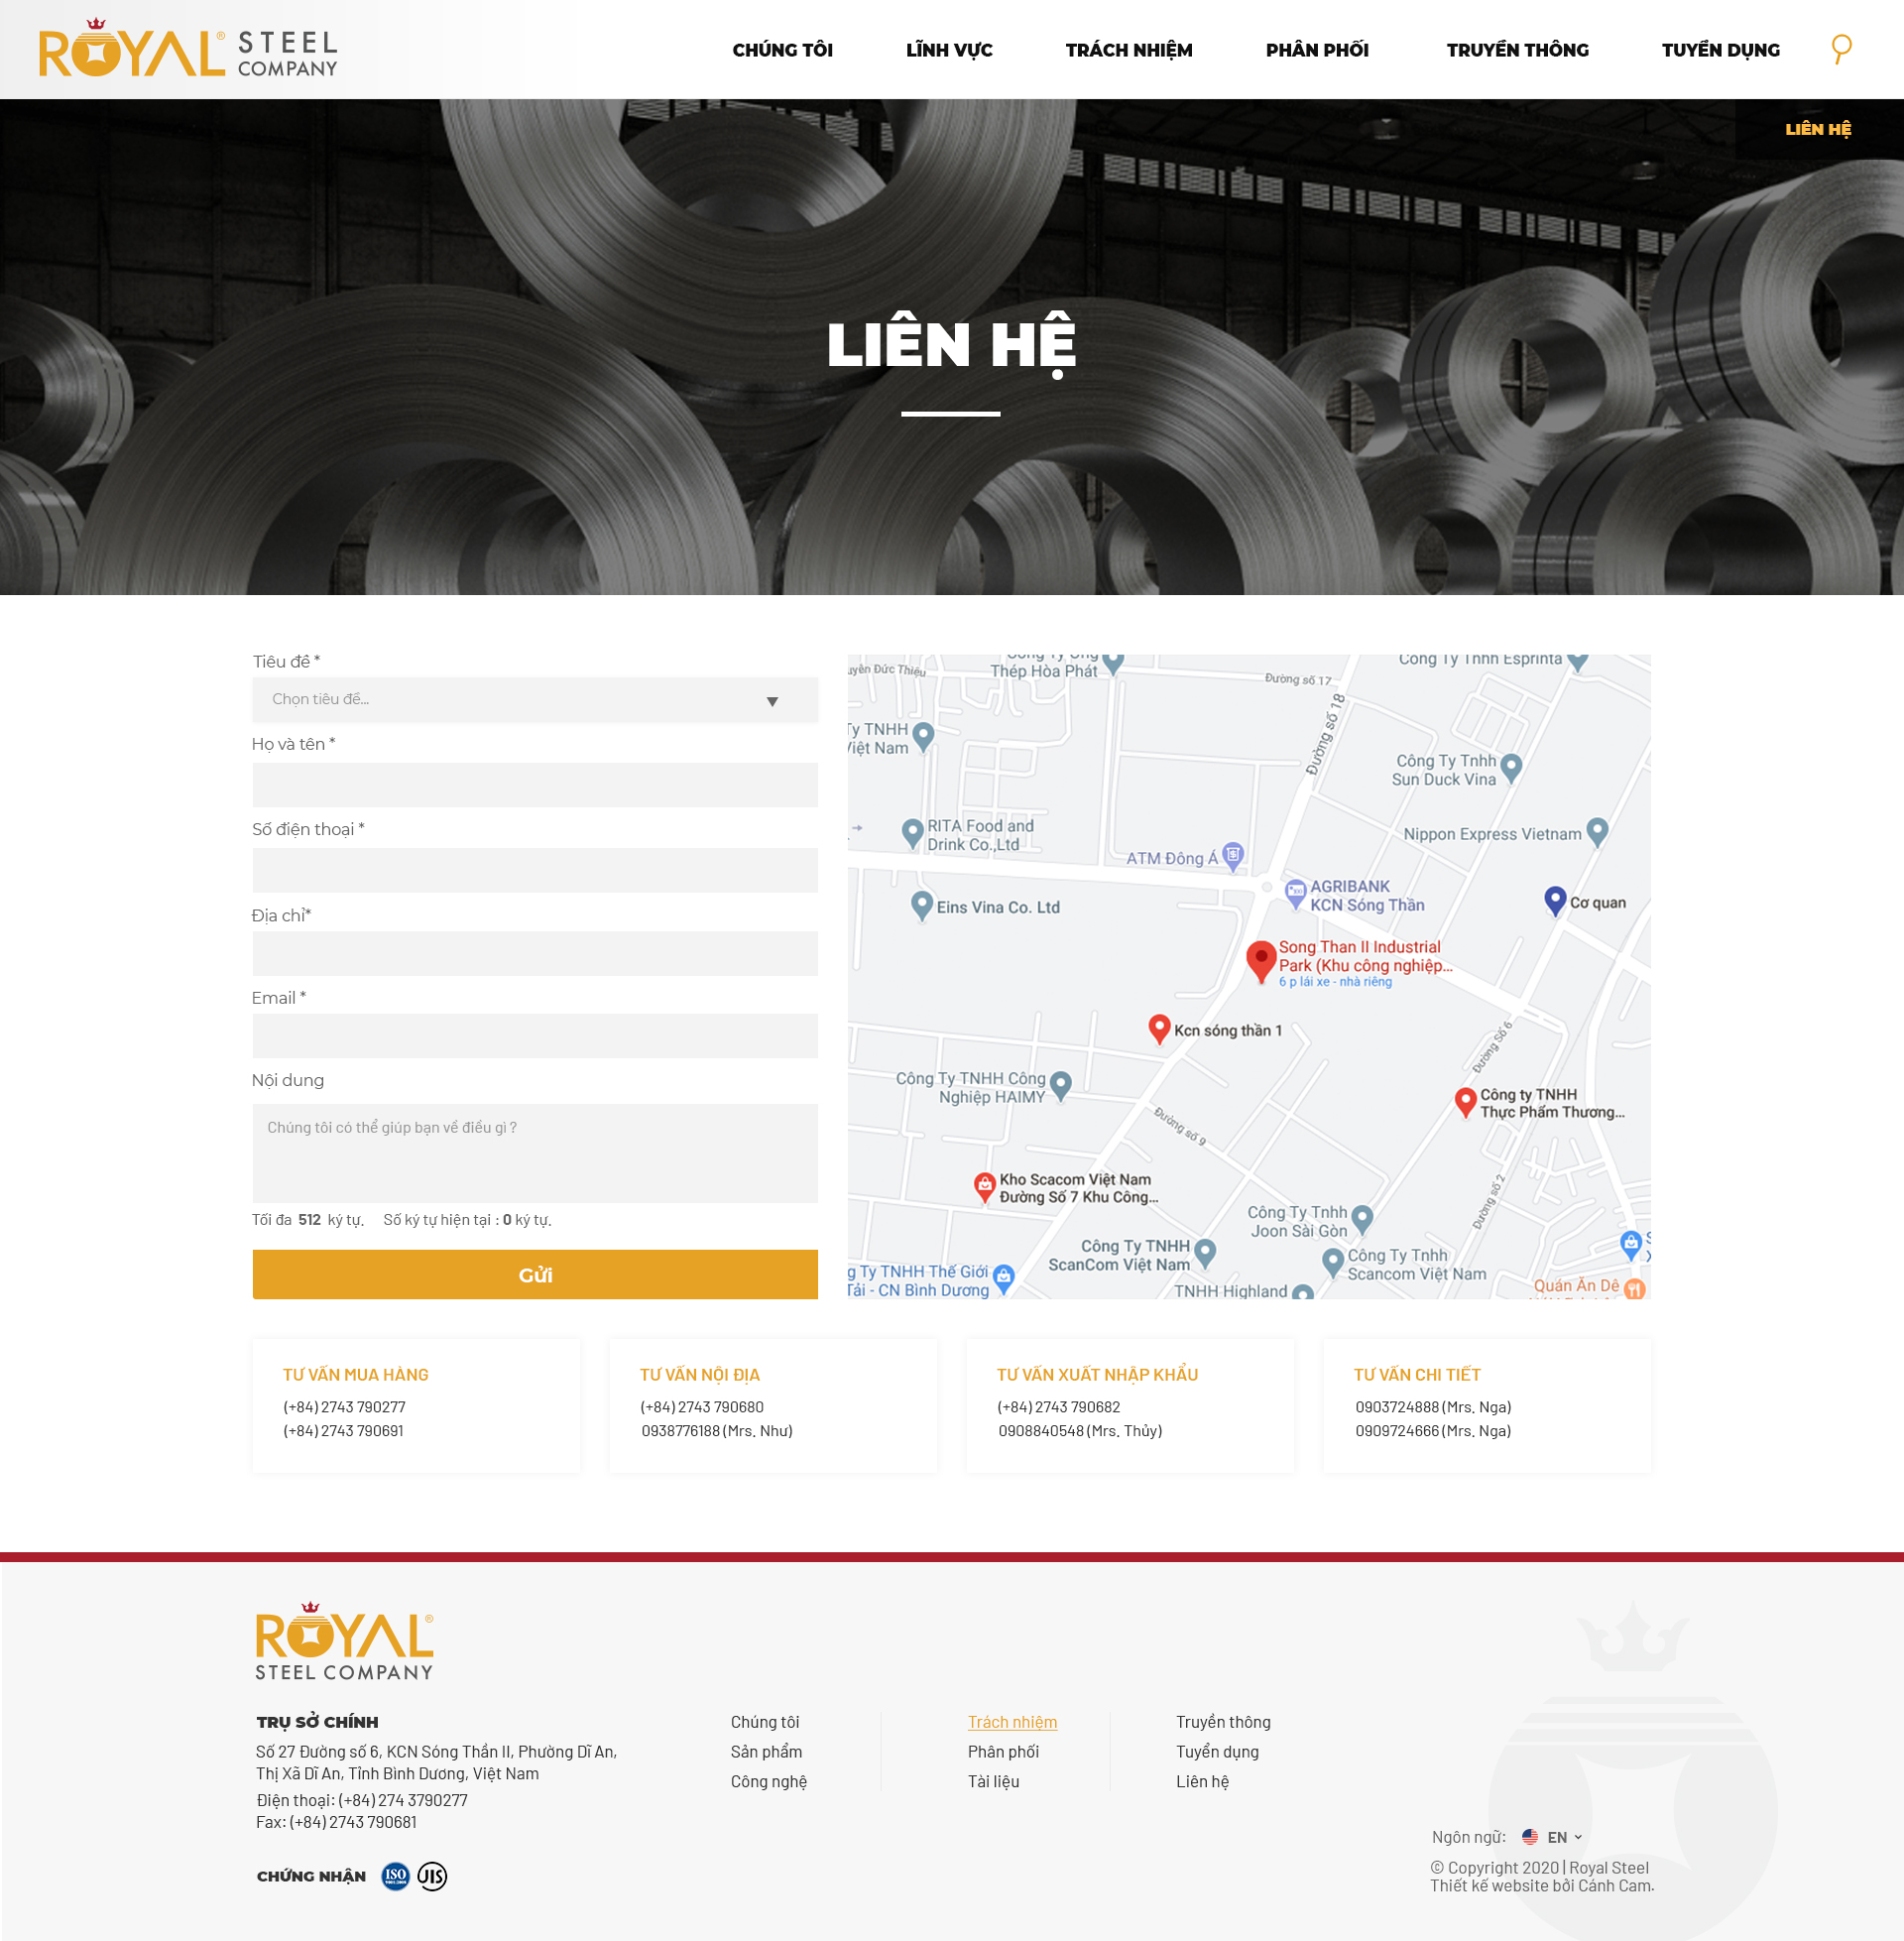 ROYAL® STEEL
COMPANY
CHÚNG TÔI
LĨNH VỰC
TRÁCH NHIỆM
PHÂN PHỐI
TRUYỀN THÔNG
TUYỂN DỤNG
LIÊN HỆ
LIÊN HỆ
Tiêu đề *
Chọn tiêu đề...
Họ và tên *
Số điện thoại *
Địa chỉ*
Email *
Nội dung
Chúng tôi có thể giúp bạn về điều gì ?
Tối đa 512 ký tự. Số ký tự hiện tại : 0 ký tự.
Gửi
Công Ty Ống
Thép Hòa Phát
Đức Thiệu
Đường số 17
Công Ty Tnhh Esprinta
Đường số 18
Ty TNHH
Việt Nam
Công Ty Tnhh
Sun Duck Vina
RITA Food and
Drink Co.,Ltd
Nippon Express Vietnam
ATM Đông Á
AGRIBANK
KCN Sóng Thần
Eins Vina Co. Ltd
Cơ quan
Song Than II Industrial
Park (Khu công nghiệp...
6 p lái xe - nhà riêng
Kcn sóng thần 1
Đường Số 6
Công Ty TNHH Công
Nghiệp HAIMY
Công ty TNHH
Thực Phẩm Thương...
Đường số 9
Kho Scacom Việt Nam
Đường Số 7 Khu Công...
Đường số 2
Công Ty Tnhh
Joon Sài Gòn
Công Ty TNHH
ScanCom Việt Nam
Công Ty Tnhh
Scancom Việt Nam
g Ty TNHH Thế Giới
Tải - CN Bình Dương
TNHH Highland
Quán Ăn Dê
TƯ VẤN MUA HÀNG
(+84) 2743 790277
(+84) 2743 790691
TƯ VẤN NỘI ĐỊA
(+84) 2743 790680
0938776188 (Mrs. Như)
TƯ VẤN XUẤT NHẬP KHẨU
(+84) 2743 790682
0908840548 (Mrs. Thủy)
TƯ VẤN CHI TIẾT
0903724888 (Mrs. Nga)
0909724666 (Mrs. Nga)
ROYAL®
STEEL COMPANY
TRỤ SỞ CHÍNH
Số 27 Đường số 6, KCN Sóng Thần II, Phường Dĩ An,
Thị Xã Dĩ An, Tỉnh Bình Dương, Việt Nam
Điện thoại: (+84) 274 3790277
Fax: (+84) 2743 790681
CHỨNG NHẬN
ISO
JIS
Chúng tôi
Sản phẩm
Công nghệ
Trách nhiệm
Phân phối
Tài liệu
Truyền thông
Tuyển dụng
Liên hệ
Ngôn ngữ: EN
© Copyright 2020 | Royal Steel
Thiết kế website bởi Cánh Cam.